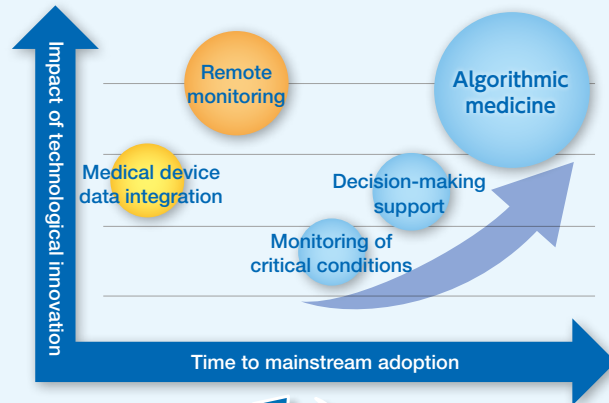 Impact of technological innovation
Remote
monitoring
Algorithmic
medicine
Medical device
data integration
Decision-making
support
Monitoring of
critical conditions
Time to mainstream adoption